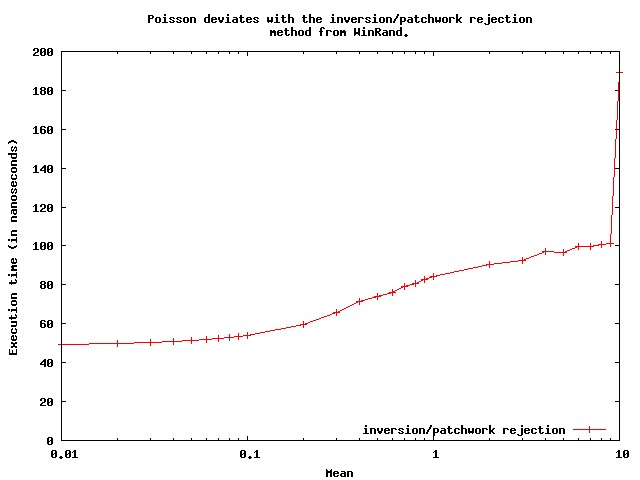 Poisson deviates with the inversion/patchwork rejection
method from WinRand.
200
180
160
140
120
100
80
60
40
20
0
Execution time (in nanoseconds)
inversion/patchwork rejection
0.01 0.1 1 10
Mean